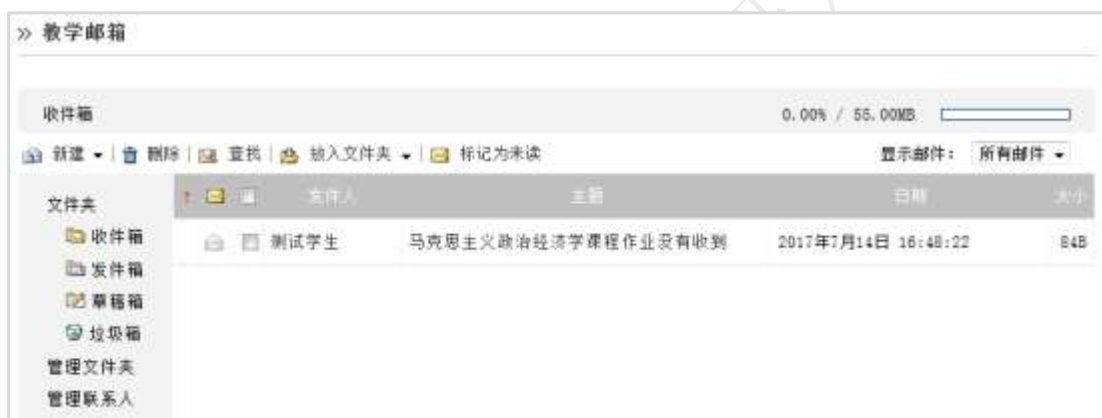 » 教学邮箱
收件箱 0.00% / 55.00MB
新建 | 删除 | 查找 | 放入文件夹 | 标记为未读 显示邮件： 所有邮件
文件夹 ! 发件人 主题 日期 大小
收件箱 测试学生 马克思主义政治经济学课程作业没有收到 2017年7月14日 16:48:22 84B
发件箱
草稿箱
垃圾箱
管理文件夹
管理联系人